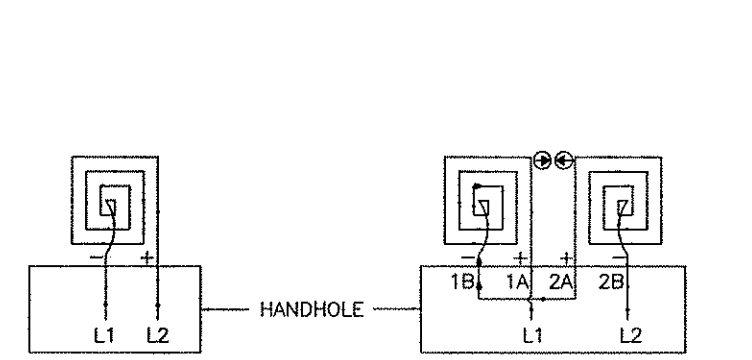 - + - + + -
1B 1A 2A 2B
HANDHOLE
L1 L2 L1 L2